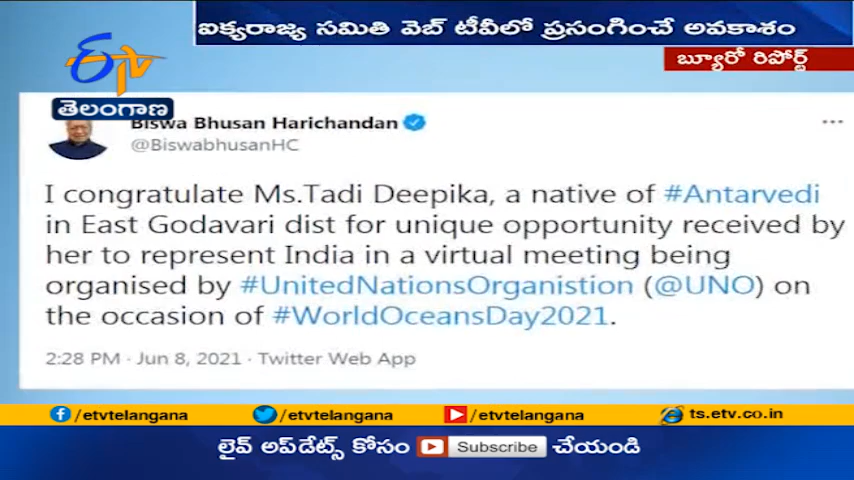 ఐక్యరాజ్య సమితి వెబ్ టీవీలో ప్రసంగించే అవకాశం
బ్యూరో రిపోర్ట్
ETV
తెలంగాణ
Biswa Bhusan Harichandan
@BiswabhusanHC
I congratulate Ms.Tadi Deepika, a native of #Antarvedi
in East Godavari dist for unique opportunity received by
her to represent India in a virtual meeting being
organised by #UnitedNationsOrganistion (@UNO) on
the occasion of #WorldOceansDay2021.
2:28 PM · Jun 8, 2021 · Twitter Web App
/etvtelangana /etvtelangana /etvtelangana ts.etv.co.in
లైవ్ అప్‌డేట్స్ కోసం Subscribe చేయండి